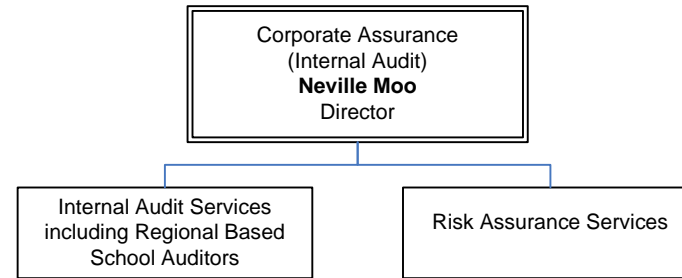 Corporate Assurance
(Internal Audit)
Neville Moo
Director
Internal Audit Services
including Regional Based
School Auditors
Risk Assurance Services